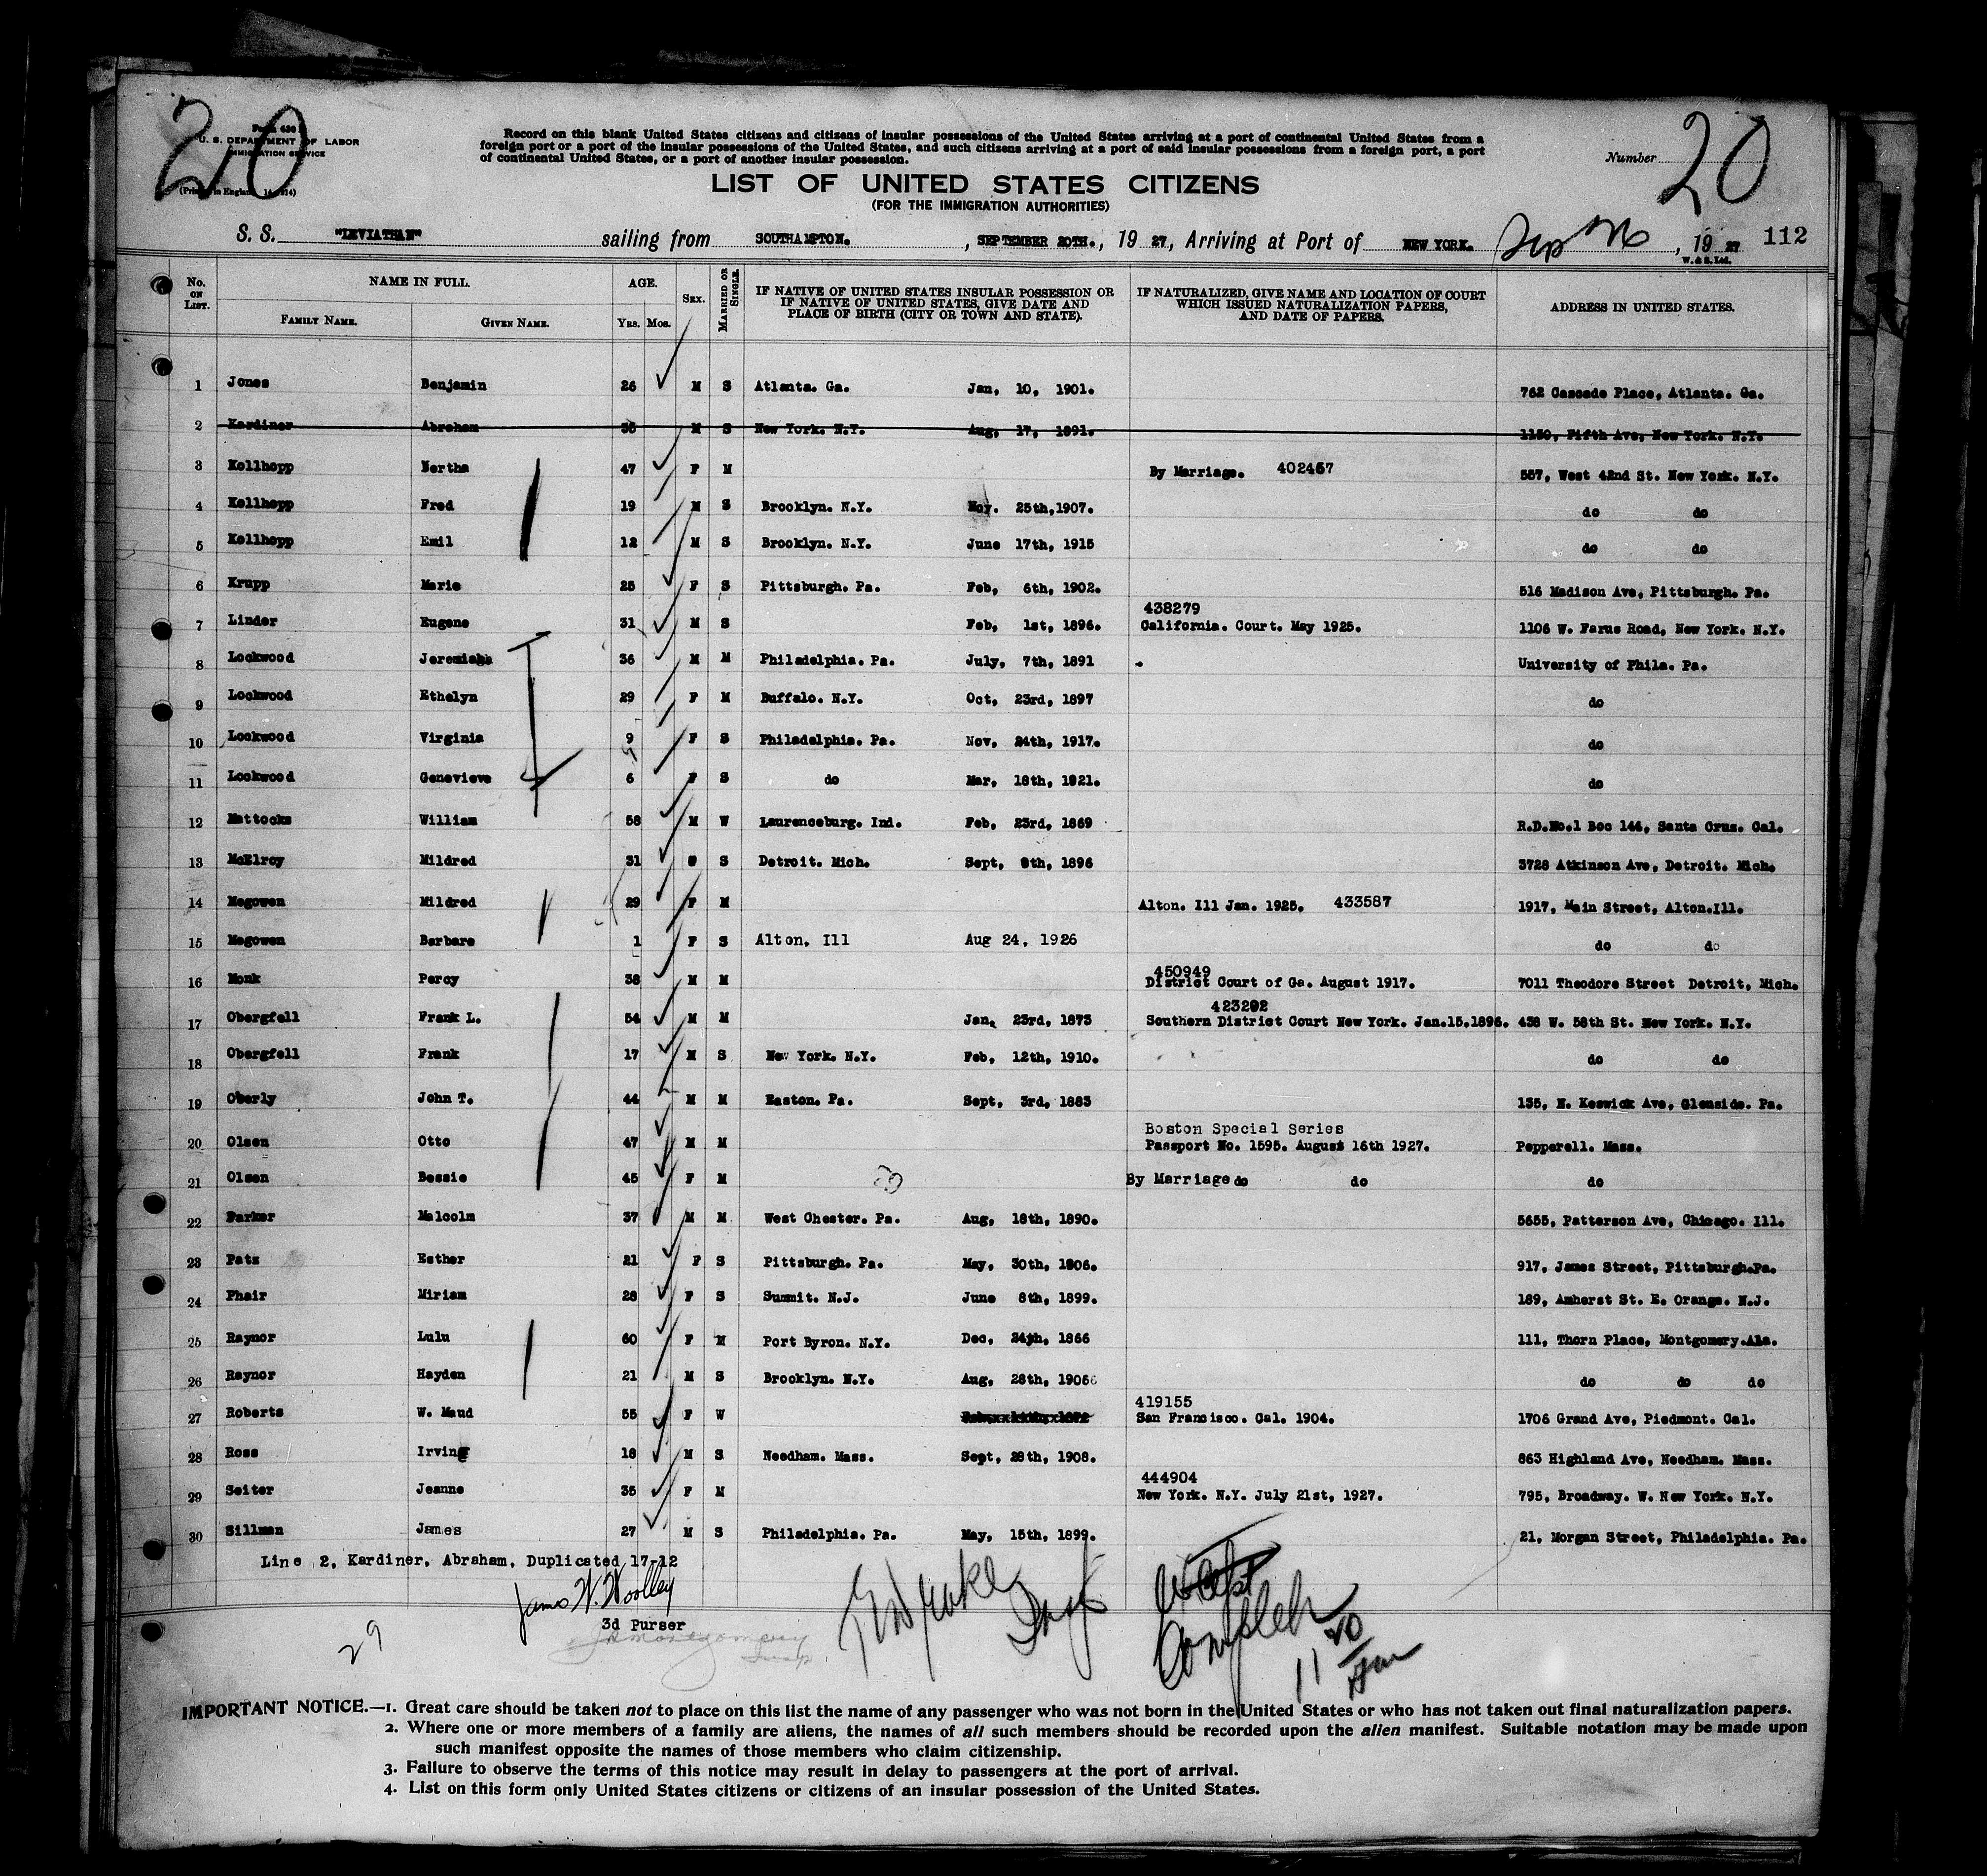 20
20
Form 630
U. S. DEPARTMENT OF LABOR
IMMIGRATION SERVICE
Record on this blank United States citizens and citizens of insular possessions of the United States arriving at a port of continental United States from a
foreign port or a port of the insular possessions of the United States, and such citizens arriving at a port of said insular possessions from a foreign port, a port
of continental United States, or a port of another insular possession.
Number
LIST OF UNITED STATES CITIZENS
(FOR THE IMMIGRATION AUTHORITIES)
S. S. "LEVIATHAN" sailing from SOUTHAMPTON. , SEPTEMBER 20TH. , 19 27, Arriving at Port of NEW YORK. Sep 26 , 19 27 112
W. & S. Ltd.
No. ON LIST. NAME IN FULL. AGE. SEX. MARRIED OR SINGLE. IF NATIVE OF UNITED STATES INSULAR POSSESSION OR IF NATIVE OF UNITED STATES, GIVE DATE AND PLACE OF BIRTH (CITY OR TOWN AND STATE). IF NATURALIZED, GIVE NAME AND LOCATION OF COURT WHICH ISSUED NATURALIZATION PAPERS, AND DATE OF PAPERS. ADDRESS IN UNITED STATES.
FAMILY NAME. GIVEN NAME. YRS. MOS.
1 Jones Benjamin 26 M S Atlanta. Ga. Jan, 10, 1901. 762 Cascade Place, Atlanta. Ga.
2 Kardiner Abraham 35 M S New York. N.Y. Aug, 17, 1891. 1150, Fifth Ave, New York. N.Y.
3 Kollhopp Bertha 47 F M By Marriage. 402467 557, West 42nd St. New York. N.Y.
4 Kollhopp Fred 19 M S Brooklyn. N.Y. Nov. 25th,1907. do do
5 Kollhopp Emil 12 M S Brooklyn. N.Y. June 17th, 1915 do do
6 Krupp Marie 25 F S Pittsburgh. Pa. Feb, 6th, 1902. 516 Madison Ave, Pittsburgh. Pa.
438279
7 Linder Eugene 31 M S Feb, 1st, 1896. California. Court. May 1925. 1106 W. Farus Road, New York. N.Y.
8 Lockwood Jeremiah 36 M M Philadelphia. Pa. July, 7th, 1891 University of Phila. Pa.
9 Lockwood Ethelyn 29 F M Buffalo. N.Y. Oct, 23rd, 1897 do
10 Lockwood Virginia 9 F S Philadelphia. Pa. Nov, 24th, 1917. do
11 Lockwood Genevieve 6 F S do Mar, 18th, 1921. do
12 Mattocks William 58 M W Laurenceburg. Ind. Feb, 23rd, 1869 R.D.No.1 Box 144, Santa Cruz. Cal.
13 McElroy Mildred 31 S Detroit. Mich. Sept, 9th, 1896 3728 Atkinson Ave, Detroit. Mich.
14 Megowen Mildred 29 F M Alton. Ill Jan. 1925. 433587 1917, Main Street, Alton.Ill.
15 Megowen Barbara 1 F S Alton, Ill Aug 24, 1926 do do
450949
16 Monk Percy 38 M M District Court of Ga. August 1917. 7011 Theodore Street Detroit, Mich.
423292
17 Obergfell Frank L. 54 M M Jan, 23rd, 1873 Southern District Court New York. Jan.15.1896. 438 W. 58th St. New York. N.Y.
18 Obergfell Frank 17 M S New York. N.Y. Feb, 12th, 1910. do do
19 Oberly John T. 44 M M Easton. Pa. Sept, 3rd, 1883 135, N. Keswick Ave, Glenside. Pa.
Boston Special Series
20 Olsen Otto 47 M M Passport No. 1595. August 16th 1927. Pepperell. Mass.
21 Olsen Bessie 45 F M By Marriage do do do
22 Parker Malcolm 37 M M West Chester. Pa. Aug, 18th, 1890. 5655, Patterson Ave, Chicago. Ill.
23 Patz Esther 21 F S Pittsburgh. Pa. May, 30th, 1906. 917, James Street, Pittsburgh.Pa.
24 Phair Miriam 28 F S Summit. N.J. June 8th, 1899. 189, Amherst St. E. Orange. N.J.
25 Raynor Lulu 60 F M Port Byron. N.Y. Dec, 24th, 1866 111, Thorn Place, Montgomery.Ala.
26 Raynor Hayden 21 M S Brooklyn. N.Y. Aug, 28th, 1906 do do do
419155
27 Roberts W. Maud 55 F W San Francisco. Cal. 1904. 1706 Grand Ave, Piedmont. Cal.
28 Ross Irving 18 M S Needham. Mass. Sept, 28th, 1908. 863 Highland Ave, Needham. Mass.
444904
29 Seiter Jeanne 35 F M New York. N.Y. July 21st, 1927. 795, Broadway. W. New York. N.Y.
30 Sillman James 27 M S Philadelphia. Pa. May, 15th, 1899. 21, Morgan Street, Philadelphia. Pa.
Line 2, Kardiner, Abraham, Duplicated 17-12
James W. Woolley
3d Purser
29
Complete
11 40
Am
IMPORTANT NOTICE.—1. Great care should be taken not to place on this list the name of any passenger who was not born in the United States or who has not taken out final naturalization papers.
2. Where one or more members of a family are aliens, the names of all such members should be recorded upon the alien manifest. Suitable notation may be made upon
such manifest opposite the names of those members who claim citizenship.
3. Failure to observe the terms of this notice may result in delay to passengers at the port of arrival.
4. List on this form only United States citizens or citizens of an insular possession of the United States.